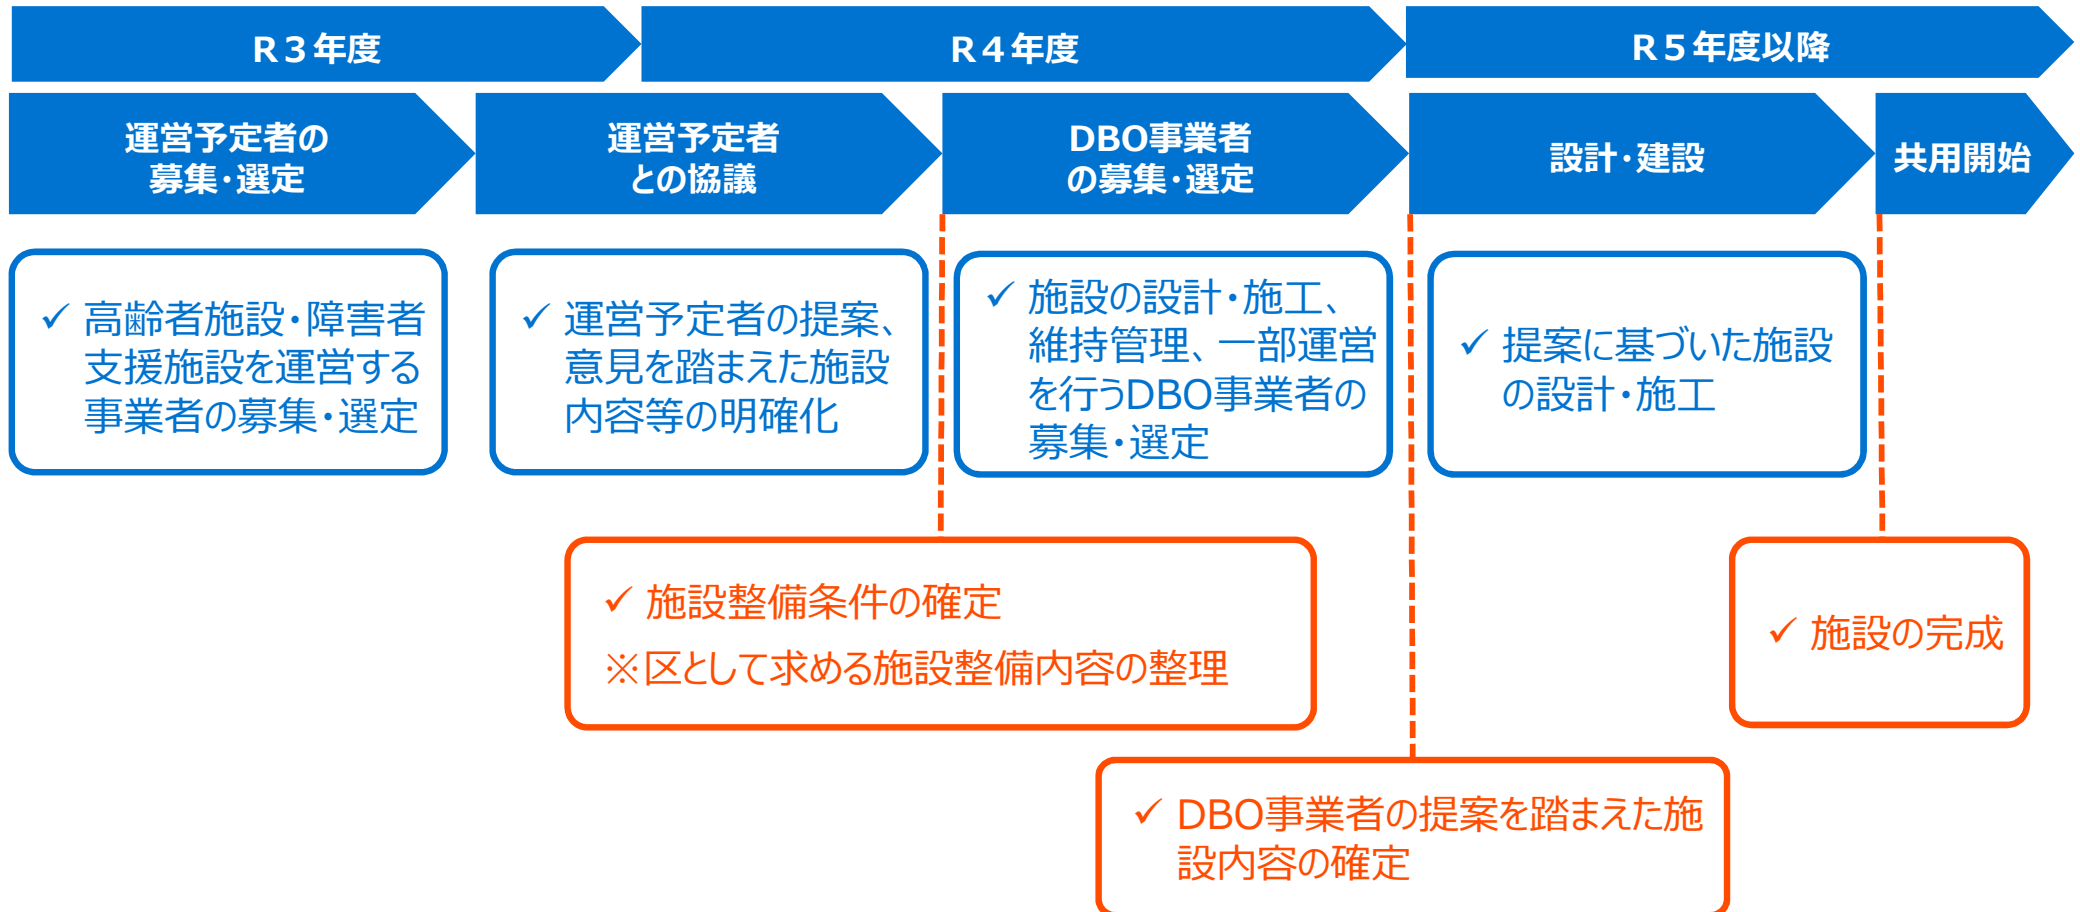 R3年度
R4年度
R5年度以降
運営予定者の
募集・選定
運営予定者
との協議
DBO事業者
の募集・選定
設計・建設
共用開始
✓ 高齢者施設・障害者
支援施設を運営する
事業者の募集・選定
✓ 運営予定者の提案、
意見を踏まえた施設
内容等の明確化
✓ 施設の設計・施工、
維持管理、一部運営
を行うDBO事業者の
募集・選定
✓ 提案に基づいた施設
の設計・施工
✓ 施設整備条件の確定
※区として求める施設整備内容の整理
✓ 施設の完成
✓ DBO事業者の提案を踏まえた施
設内容の確定